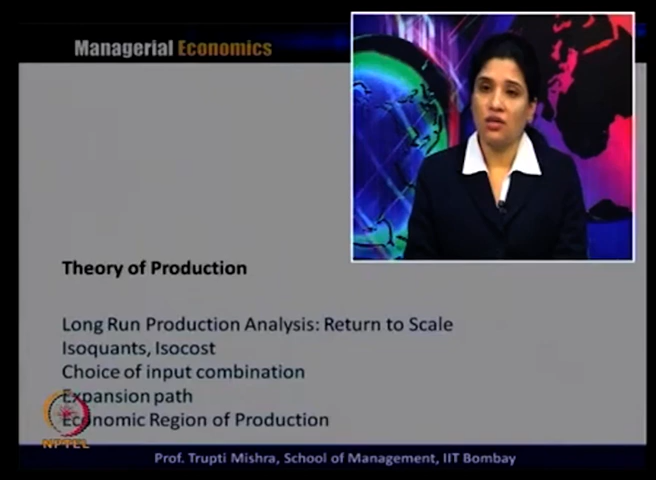 Managerial Economics
Theory of Production
Long Run Production Analysis: Return to Scale
Isoquants, Isocost
Choice of input combination
Expansion path
Economic Region of Production
NPTEL
Prof. Trupti Mishra, School of Management, IIT Bombay